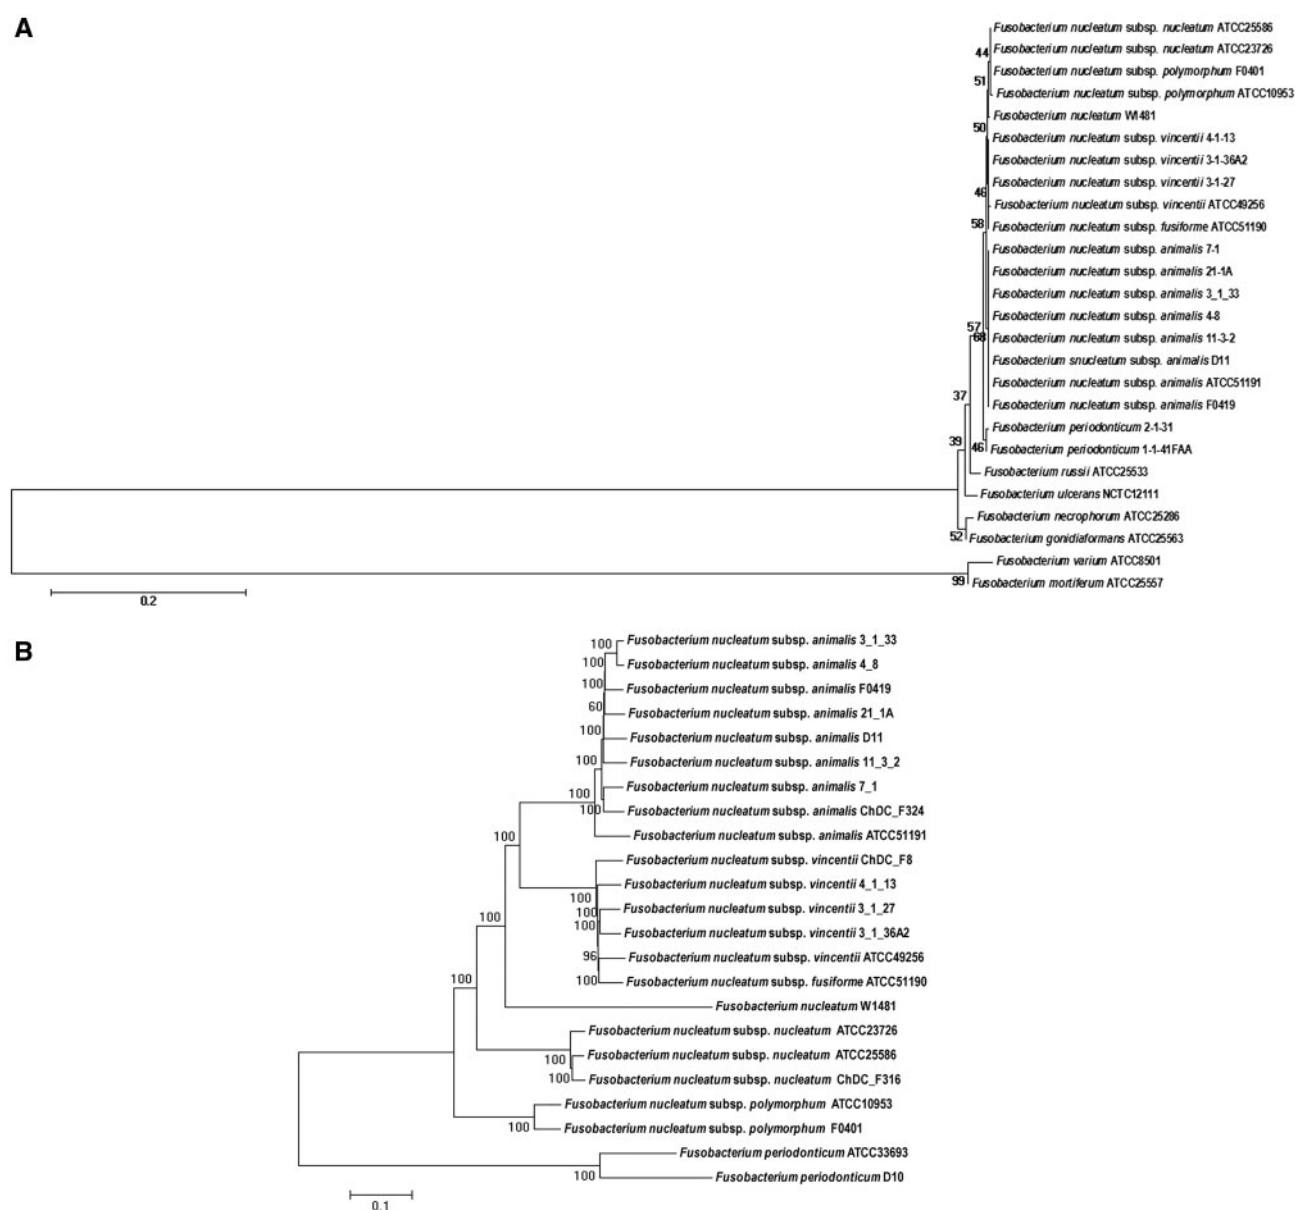 A
Fusobacterium nucleatum subsp. nucleatum ATCC25586
44
Fusobacterium nucleatum subsp. nucleatum ATCC23726
Fusobacterium nucleatum subsp. polymorphum F0401
51
Fusobacterium nucleatum subsp. polymorphum ATCC10953
Fusobacterium nucleatum W1481
50
Fusobacterium nucleatum subsp. vincentii 4-1-13
Fusobacterium nucleatum subsp. vincentii 3-1-36A2
Fusobacterium nucleatum subsp. vincentii 3-1-27
46
Fusobacterium nucleatum subsp. vincentii ATCC49256
58
Fusobacterium nucleatum subsp. fusiforme ATCC51190
Fusobacterium nucleatum subsp. animalis 7-1
Fusobacterium nucleatum subsp. animalis 21-1A
Fusobacterium nucleatum subsp. animalis 3_1_33
Fusobacterium nucleatum subsp. animalis 4-8
57
68
Fusobacterium nucleatum subsp. animalis 11-3-2
Fusobacterium snucleatum subsp. animalis D11
Fusobacterium nucleatum subsp. animalis ATCC51191
37
Fusobacterium nucleatum subsp. animalis F0419
Fusobacterium periodonticum 2-1-31
39
46
Fusobacterium periodonticum 1-1-41FAA
Fusobacterium russii ATCC25533
Fusobacterium ulcerans NCTC12111
Fusobacterium necrophorum ATCC25286
52
Fusobacterium gonidiaformans ATCC25563
Fusobacterium varium ATCC8501
99
Fusobacterium mortiferum ATCC25557
0.2
B
100
Fusobacterium nucleatum subsp. animalis 3_1_33
100
Fusobacterium nucleatum subsp. animalis 4_8
100
Fusobacterium nucleatum subsp. animalis F0419
60
Fusobacterium nucleatum subsp. animalis 21_1A
100
Fusobacterium nucleatum subsp. animalis D11
100
Fusobacterium nucleatum subsp. animalis 11_3_2
Fusobacterium nucleatum subsp. animalis 7_1
100
100
Fusobacterium nucleatum subsp. animalis ChDC_F324
100
Fusobacterium nucleatum subsp. animalis ATCC51191
Fusobacterium nucleatum subsp. vincentii ChDC_F8
Fusobacterium nucleatum subsp. vincentii 4_1_13
100
100
Fusobacterium nucleatum subsp. vincentii 3_1_27
100
100
Fusobacterium nucleatum subsp. vincentii 3_1_36A2
96
Fusobacterium nucleatum subsp. vincentii ATCC49256
100
100
Fusobacterium nucleatum subsp. fusiforme ATCC51190
Fusobacterium nucleatum W1481
Fusobacterium nucleatum subsp. nucleatum ATCC23726
100
Fusobacterium nucleatum subsp. nucleatum ATCC25586
100
Fusobacterium nucleatum subsp. nucleatum ChDC_F316
Fusobacterium nucleatum subsp. polymorphum ATCC10953
100
Fusobacterium nucleatum subsp. polymorphum F0401
Fusobacterium periodonticum ATCC33693
100
Fusobacterium periodonticum D10
0.1